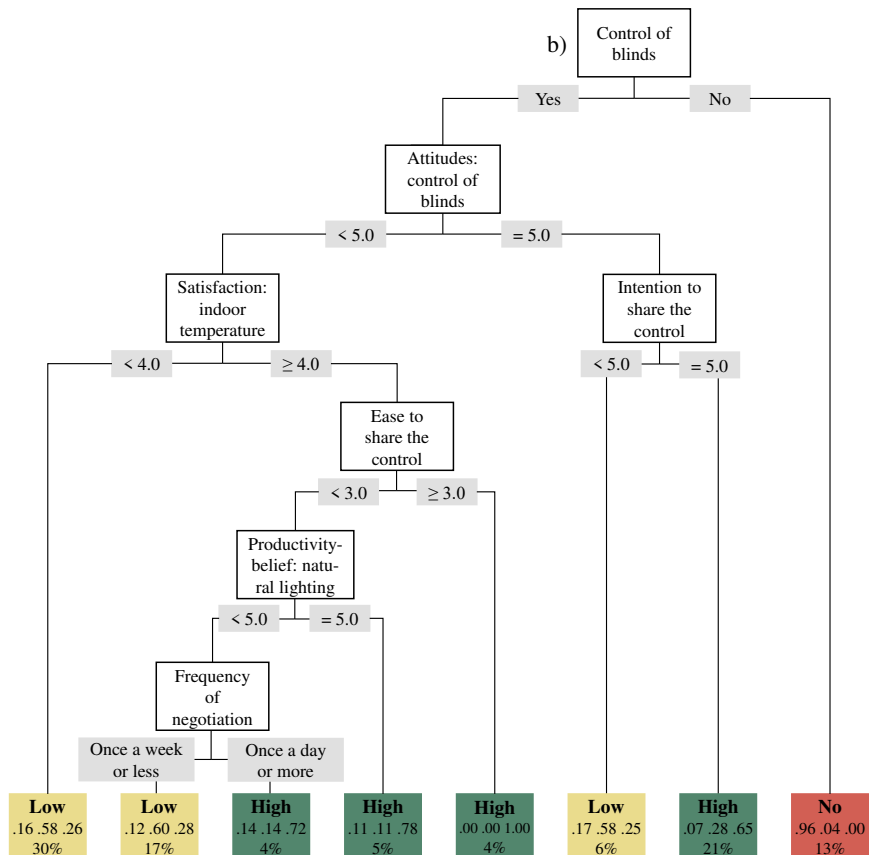 b)
Control of
blinds
Yes
No
Attitudes:
control of
blinds
< 5.0
= 5.0
Satisfaction:
indoor
temperature
Intention to
share the
control
< 4.0
≥ 4.0
< 5.0
= 5.0
Ease to
share the
control
< 3.0
≥ 3.0
Productivity-
belief: natu-
ral lighting
< 5.0
= 5.0
Frequency
of
negotiation
Once a week
or less
Once a day
or more
Low
.16 .58 .26
30%
Low
.12 .60 .28
17%
High
.14 .14 .72
4%
High
.11 .11 .78
5%
High
.00 .00 1.00
4%
Low
.17 .58 .25
6%
High
.07 .28 .65
21%
No
.96 .04 .00
13%